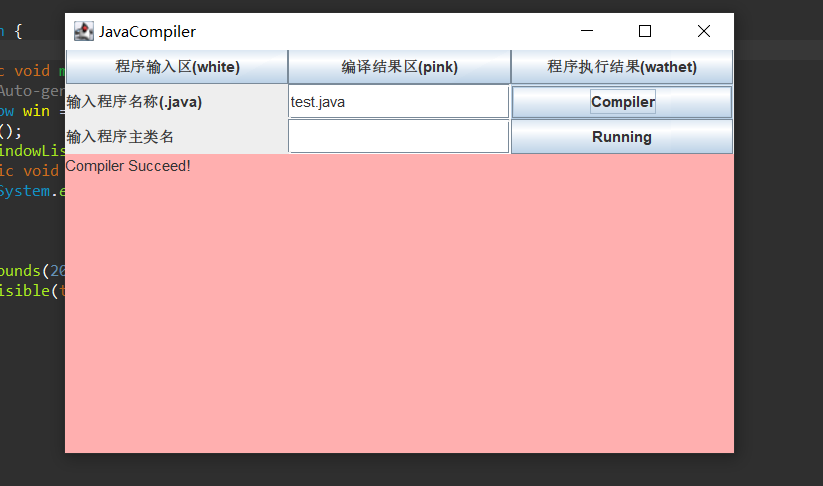 n {
JavaCompiler
程序输入区(white) 编译结果区(pink) 程序执行结果(wathet)
c void m
输入程序名称(.java) test.java Compiler
Auto-gen
ow win =
输入程序主类名 Running
();
indowLis
Compiler Succeed!
ic void
System.e
ounds(20
isible(t